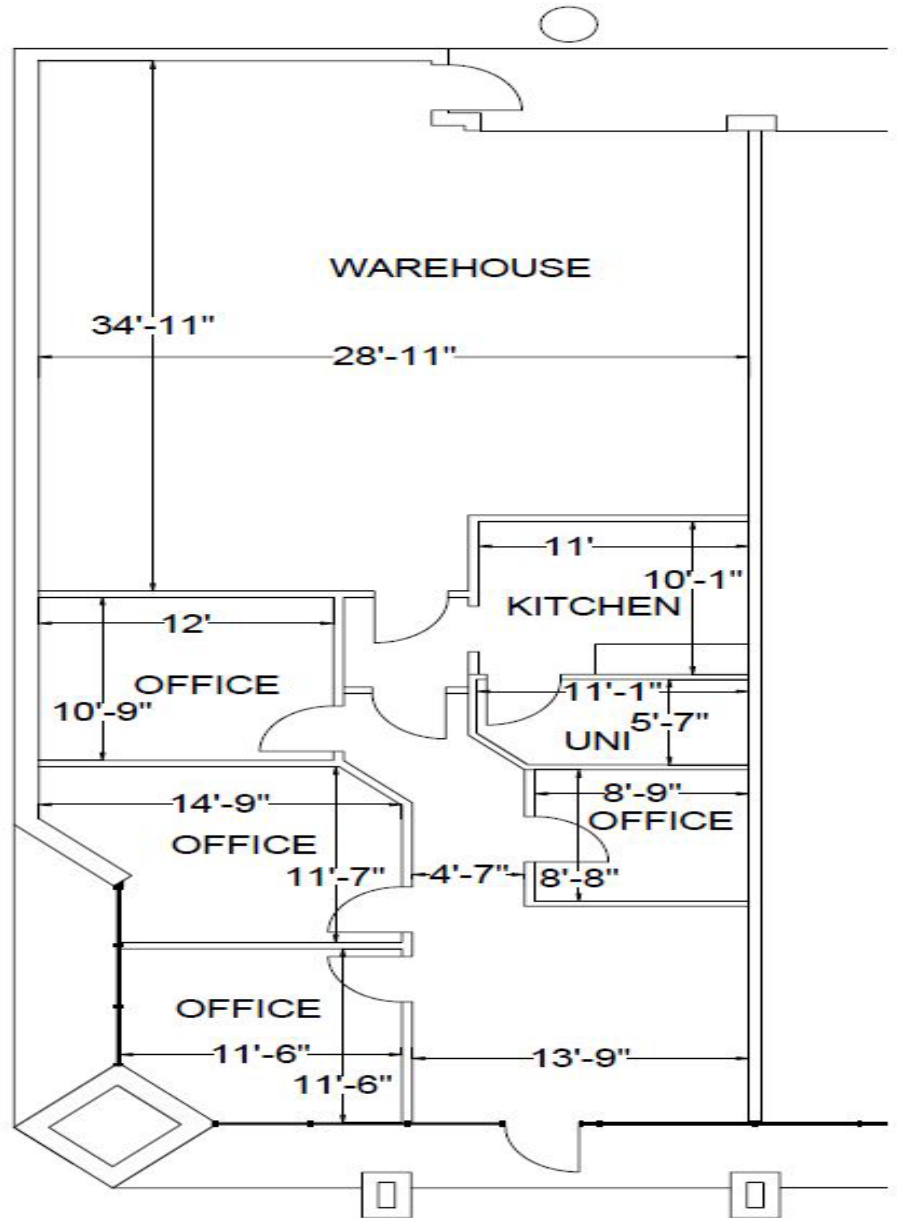 WAREHOUSE
34'-11"
28'-11"
11'
10'-1"
KITCHEN
12'
OFFICE
10'-9"
11'-1"
5'-7"
UNI
14'-9"
OFFICE
11'-7"
8'-9"
OFFICE
4'-7"
8'-8"
OFFICE
11'-6"
11'-6"
13'-9"